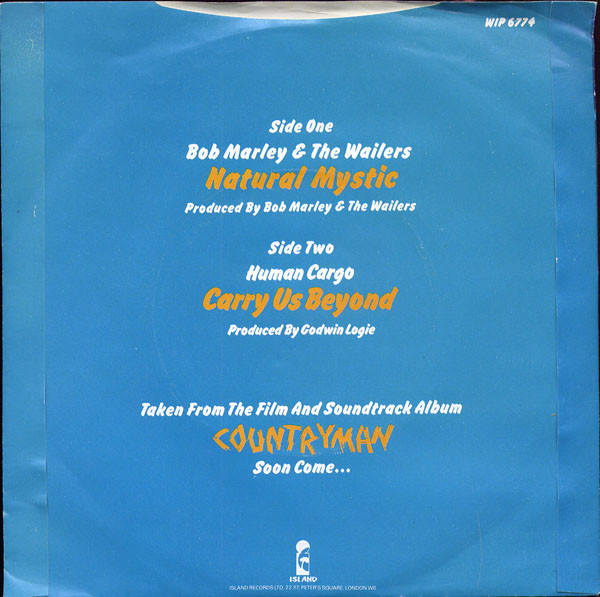 WIP 6774
Side One
Bob Marley & The Wailers
Natural Mystic
Produced By Bob Marley & The Wailers
Side Two
Human Cargo
Carry Us Beyond
Produced By Godwin Logie
Taken From The Film And Soundtrack Album
COUNTRYMAN
Soon Come...
ISLAND
ISLAND RECORDS LTD, 22 ST. PETER'S SQUARE, LONDON W6